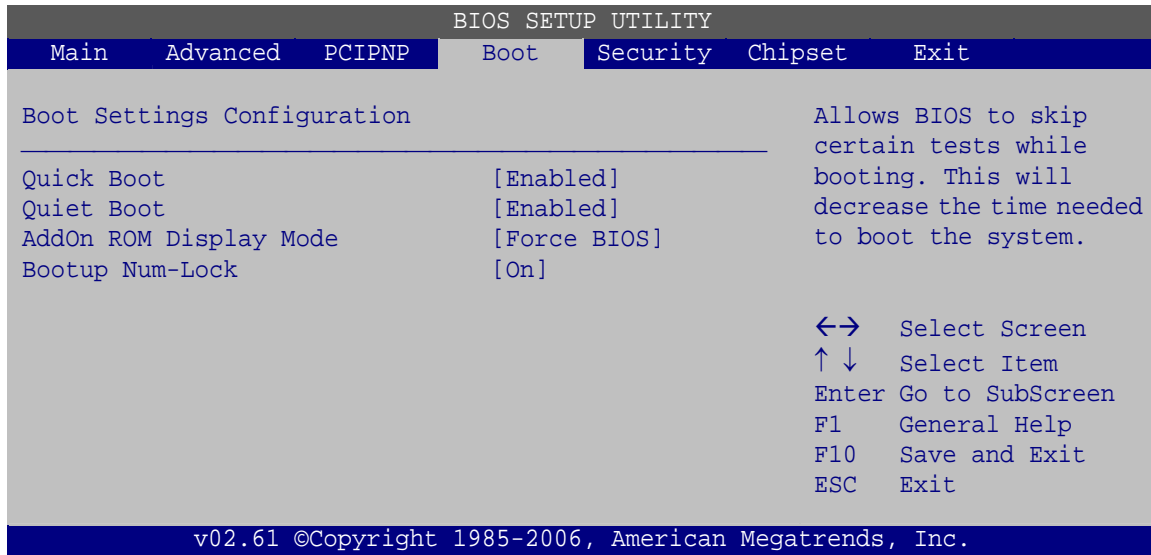 BIOS SETUP UTILITY
Main Advanced PCIPNP Boot Security Chipset Exit
Boot Settings Configuration
Quick Boot [Enabled]
Quiet Boot [Enabled]
AddOn ROM Display Mode [Force BIOS]
Bootup Num-Lock [On]
Allows BIOS to skip
certain tests while
booting. This will
decrease the time needed
to boot the system.
←→ Select Screen
↑ ↓ Select Item
Enter Go to SubScreen
F1 General Help
F10 Save and Exit
ESC Exit
v02.61 ©Copyright 1985-2006, American Megatrends, Inc.